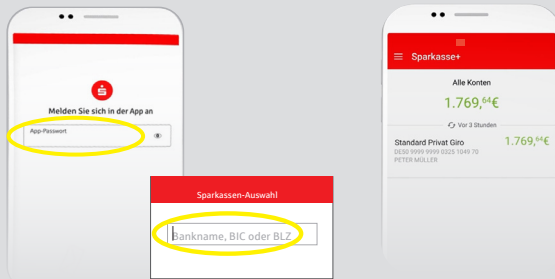 Melden Sie sich in der App an
App-Passwort
Sparkassen-Auswahl
Bankname, BIC oder BLZ
Sparkasse+
Alle Konten
1.769,64€
Vor 3 Stunden
Standard Privat Giro 1.769,64€
DE50 9999 9999 0325 1049 70
PETER MÜLLER